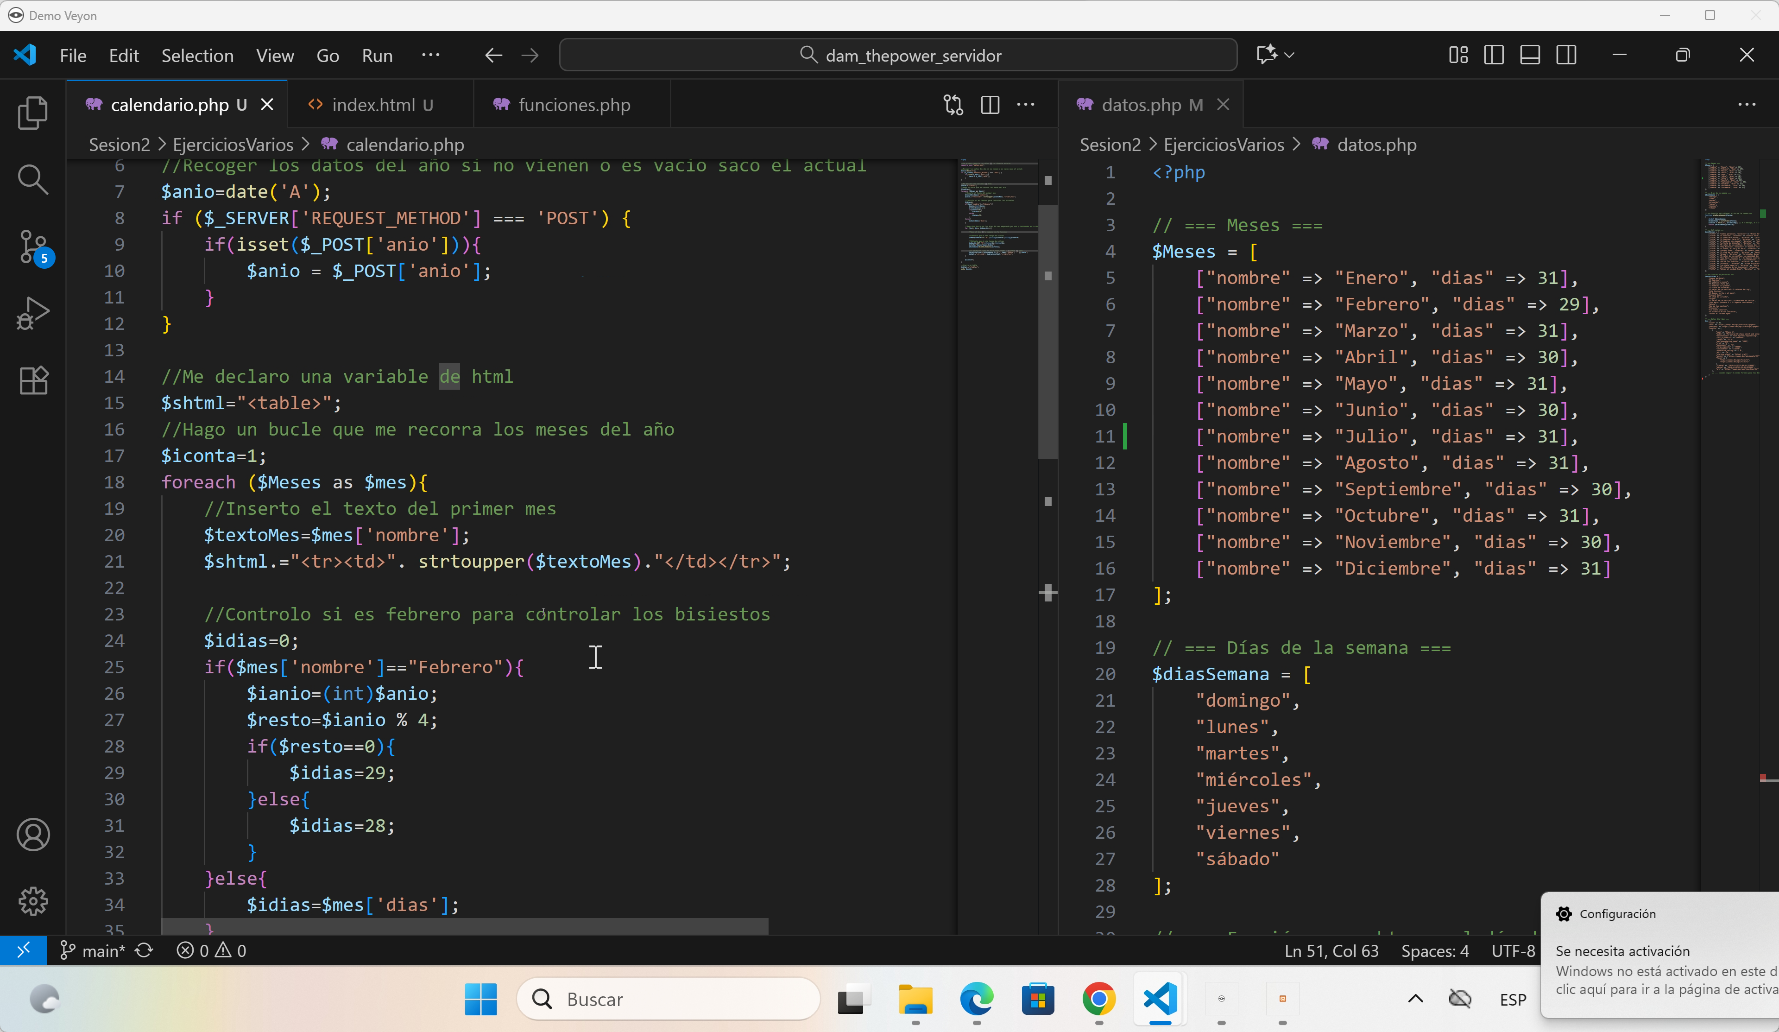 Demo Veyon
File Edit Selection View Go Run ···
dam_thepower_servidor
calendario.php U
index.html U
funciones.php
Sesion2 > EjerciciosVarios > calendario.php
6 //Recoger los datos del año si no vienen o es vacio saco el actual
7 $anio=date('A');
8 if ($_SERVER['REQUEST_METHOD'] === 'POST') {
9 if(isset($_POST['anio'])){
10 $anio = $_POST['anio'];
11 }
12 }
13
14 //Me declaro una variable de html
15 $shtml="<table>";
16 //Hago un bucle que me recorra los meses del año
17 $iconta=1;
18 foreach ($Meses as $mes){
19 //Inserto el texto del primer mes
20 $textoMes=$mes['nombre'];
21 $shtml.="<tr><td>". strtoupper($textoMes)."</td></tr>";
22
23 //Controlo si es febrero para controlar los bisiestos
24 $idias=0;
25 if($mes['nombre']=="Febrero"){
26 $ianio=(int)$anio;
27 $resto=$ianio % 4;
28 if($resto==0){
29 $idias=29;
30 }else{
31 $idias=28;
32 }
33 }else{
34 $idias=$mes['dias'];
35 }
datos.php M
Sesion2 > EjerciciosVarios > datos.php
1 <?php
2
3 // === Meses ===
4 $Meses = [
5 ["nombre" => "Enero", "dias" => 31],
6 ["nombre" => "Febrero", "dias" => 29],
7 ["nombre" => "Marzo", "dias" => 31],
8 ["nombre" => "Abril", "dias" => 30],
9 ["nombre" => "Mayo", "dias" => 31],
10 ["nombre" => "Junio", "dias" => 30],
11 ["nombre" => "Julio", "dias" => 31],
12 ["nombre" => "Agosto", "dias" => 31],
13 ["nombre" => "Septiembre", "dias" => 30],
14 ["nombre" => "Octubre", "dias" => 31],
15 ["nombre" => "Noviembre", "dias" => 30],
16 ["nombre" => "Diciembre", "dias" => 31]
17 ];
18
19 // === Días de la semana ===
20 $diasSemana = [
21 "domingo",
22 "lunes",
23 "martes",
24 "miércoles",
25 "jueves",
26 "viernes",
27 "sábado"
28 ];
29
5
main* 0 0
Ln 51, Col 63 Spaces: 4 UTF-8
Configuración
Se necesita activación
Windows no está activado en este d
clic aquí para ir a la página de activa
Buscar
ESP